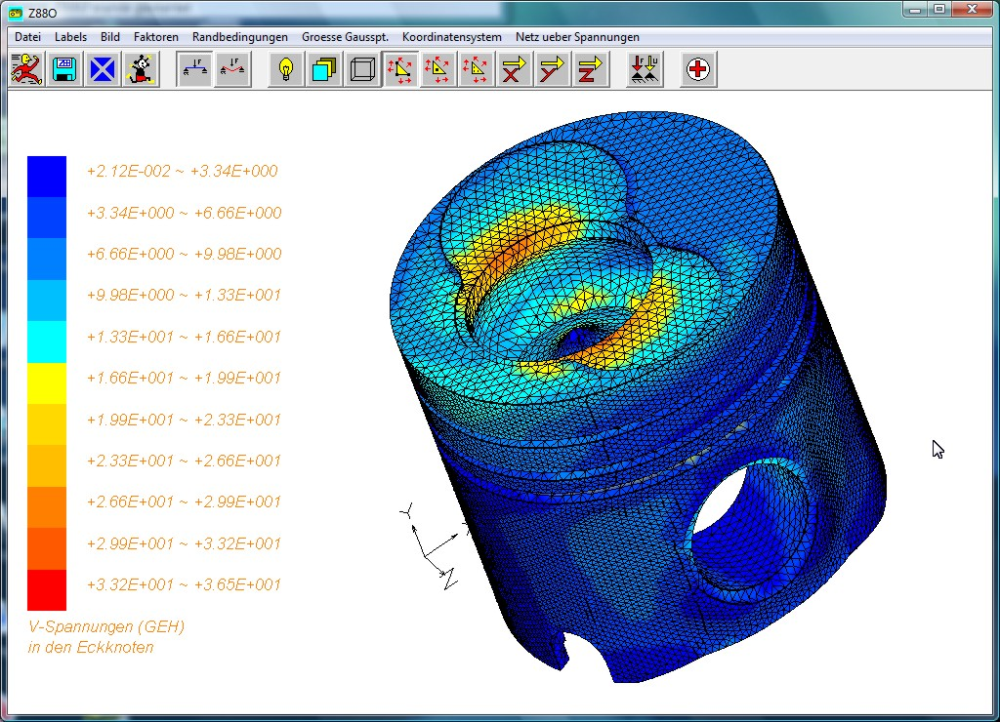 Z88O
Datei Labels Bild Faktoren Randbedingungen Groesse Gausspt. Koordinatensystem Netz ueber Spannungen
Z88 F F X Y Z F U
+2.12E-002 ~ +3.34E+000
+3.34E+000 ~ +6.66E+000
+6.66E+000 ~ +9.98E+000
+9.98E+000 ~ +1.33E+001
+1.33E+001 ~ +1.66E+001
+1.66E+001 ~ +1.99E+001
+1.99E+001 ~ +2.33E+001
+2.33E+001 ~ +2.66E+001
+2.66E+001 ~ +2.99E+001
+2.99E+001 ~ +3.32E+001
+3.32E+001 ~ +3.65E+001
V-Spannungen (GEH)
in den Eckknoten
Y
Z